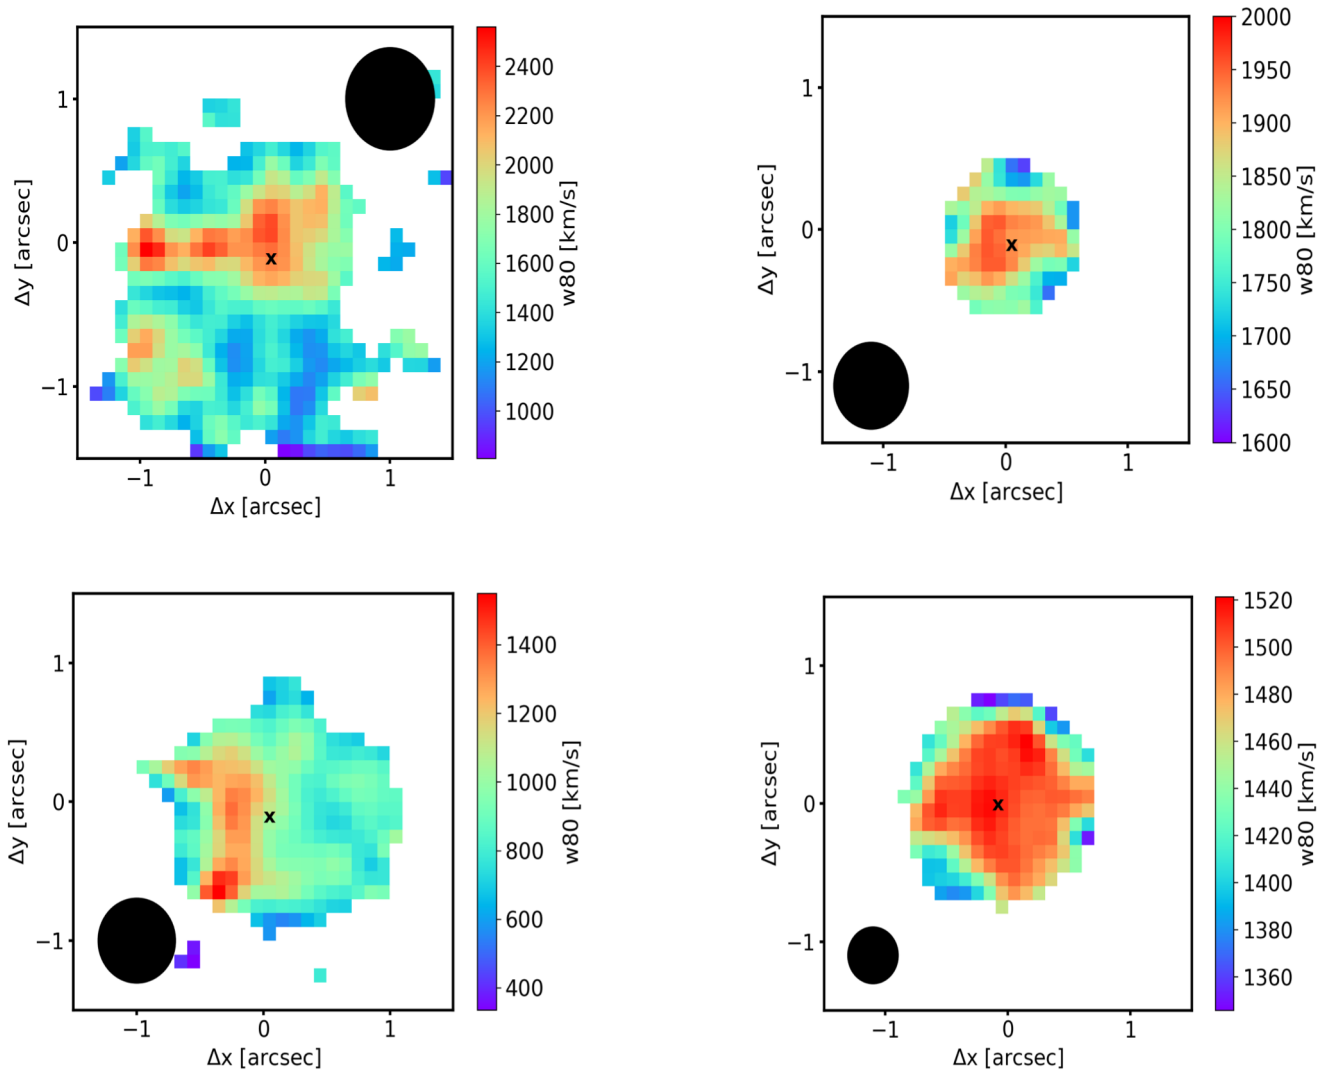 2400
2200
2000
1800
1600
1400
1200
1000
w80 [km/s]
1
0
−1
Δy [arcsec]
x
−1 0 1
Δx [arcsec]
2000
1950
1900
1850
1800
1750
1700
1650
1600
w80 [km/s]
1
0
−1
Δy [arcsec]
x
−1 0 1
Δx [arcsec]
1400
1200
1000
800
600
400
w80 [km/s]
1
0
−1
Δy [arcsec]
x
−1 0 1
Δx [arcsec]
1520
1500
1480
1460
1440
1420
1400
1380
1360
w80 [km/s]
1
0
−1
Δy [arcsec]
x
−1 0 1
Δx [arcsec]